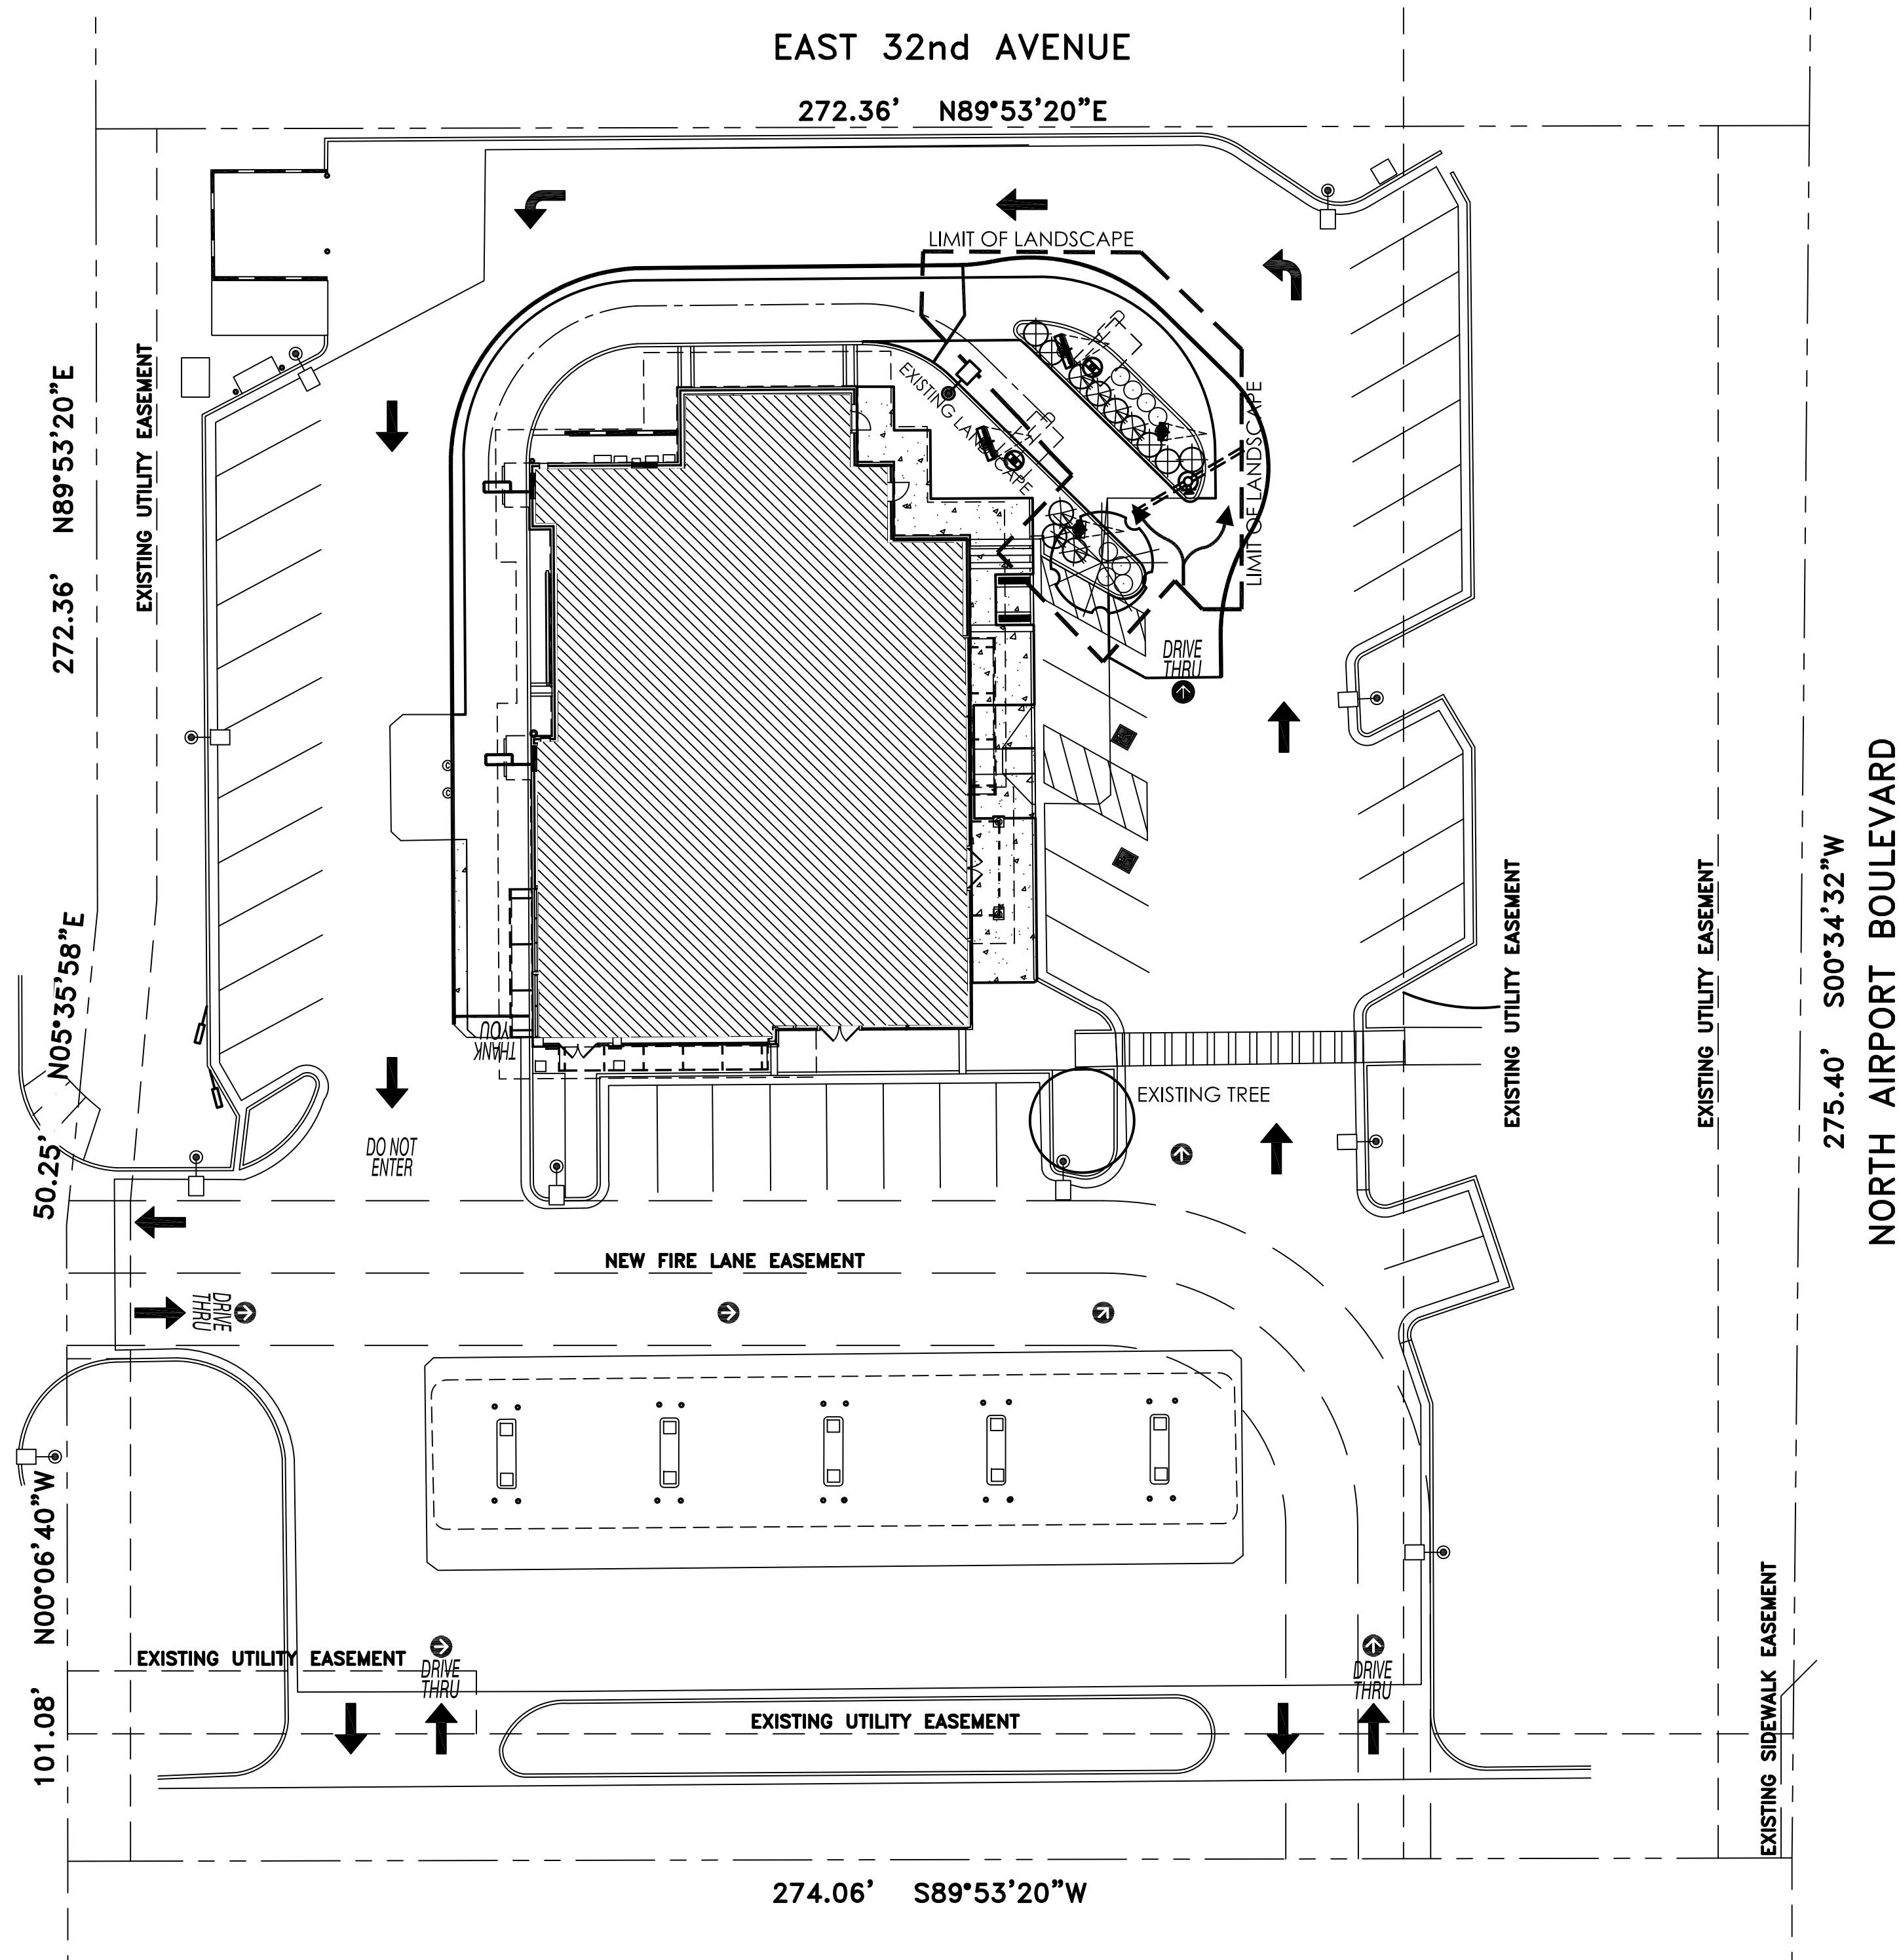 EAST 32nd AVENUE
272.36’ N89°53’20”E
LIMIT OF LANDSCAPE
EXISTING LANDSCAPE
LIMIT OF LANDSCAPE
272.36’ N89°53’20”E
EXISTING UTILITY EASEMENT
DRIVE
THRU
NORTH AIRPORT BOULEVARD
275.40’ S00°34’32”W
EXISTING UTILITY EASEMENT
EXISTING UTILITY EASEMENT
50.25’ N05°35’58”E
THANK
YOU
EXISTING TREE
DO NOT
ENTER
NEW FIRE LANE EASEMENT
DRIVE
THRU
101.08’ N00°06’40”W
EXISTING UTILITY EASEMENT
DRIVE
THRU
DRIVE
THRU
EXISTING UTILITY EASEMENT
EXISTING SIDEWALK EASEMENT
274.06’ S89°53’20”W